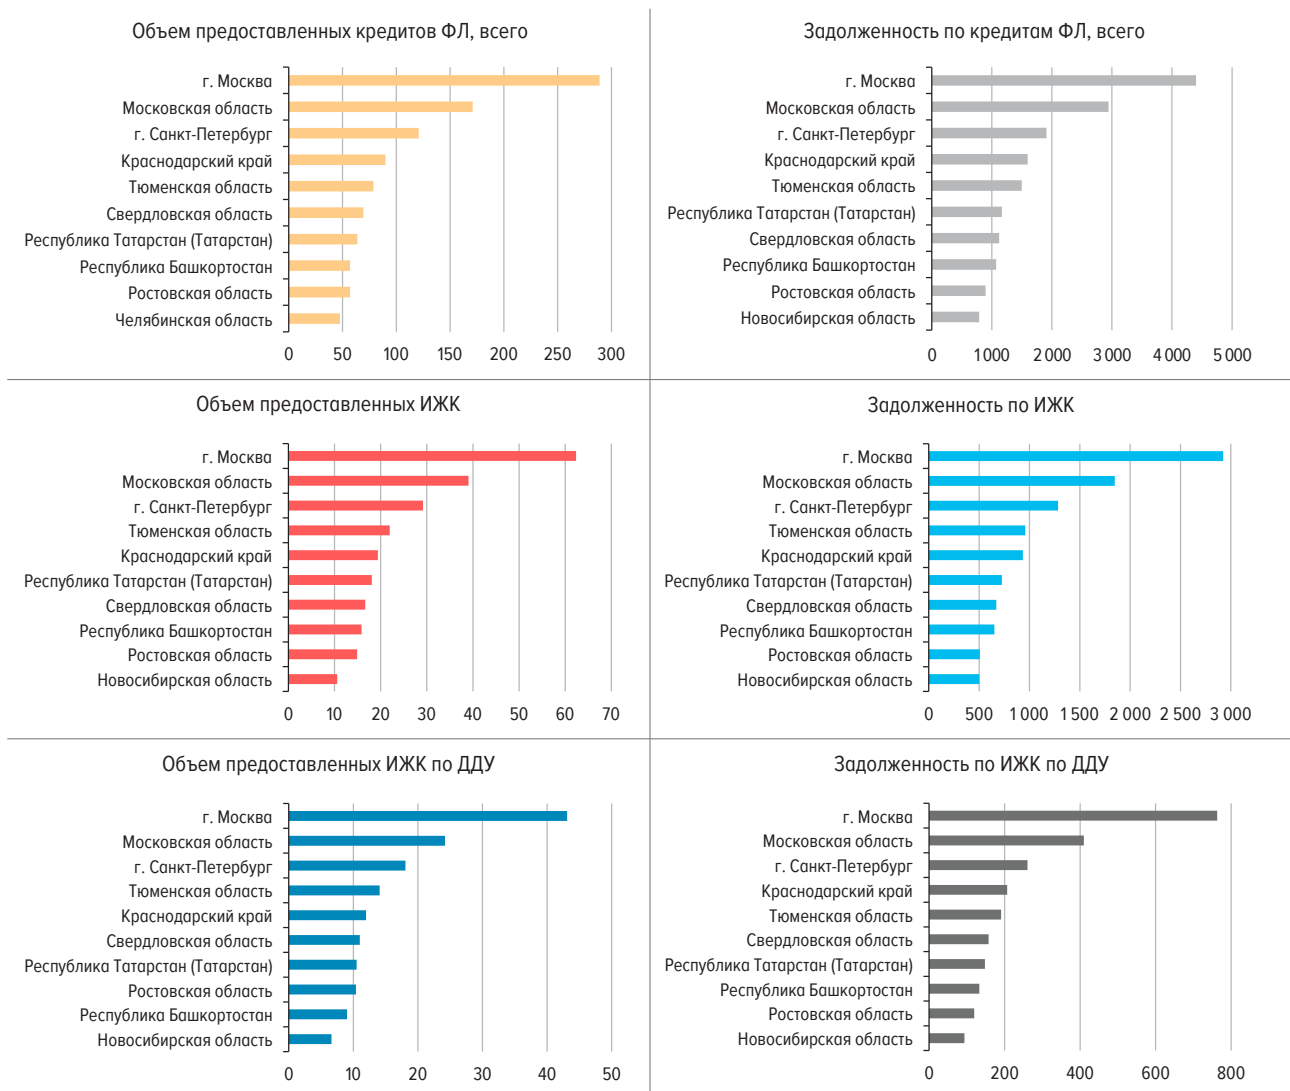 Объем предоставленных кредитов ФЛ, всего
г. Москва
Московская область
г. Санкт-Петербург
Краснодарский край
Тюменская область
Свердловская область
Республика Татарстан (Татарстан)
Республика Башкортостан
Ростовская область
Челябинская область
0 50 100 150 200 250 300
Задолженность по кредитам ФЛ, всего
г. Москва
Московская область
г. Санкт-Петербург
Краснодарский край
Тюменская область
Республика Татарстан (Татарстан)
Свердловская область
Республика Башкортостан
Ростовская область
Новосибирская область
0 1 000 2 000 3 000 4 000 5 000
Объем предоставленных ИЖК
г. Москва
Московская область
г. Санкт-Петербург
Тюменская область
Краснодарский край
Республика Татарстан (Татарстан)
Свердловская область
Республика Башкортостан
Ростовская область
Новосибирская область
0 10 20 30 40 50 60 70
Задолженность по ИЖК
г. Москва
Московская область
г. Санкт-Петербург
Тюменская область
Краснодарский край
Республика Татарстан (Татарстан)
Свердловская область
Республика Башкортостан
Ростовская область
Новосибирская область
0 500 1 000 1 500 2 000 2 500 3 000
Объем предоставленных ИЖК по ДДУ
г. Москва
Московская область
г. Санкт-Петербург
Тюменская область
Краснодарский край
Свердловская область
Республика Татарстан (Татарстан)
Ростовская область
Республика Башкортостан
Новосибирская область
0 10 20 30 40 50
Задолженность по ИЖК по ДДУ
г. Москва
Московская область
г. Санкт-Петербург
Краснодарский край
Тюменская область
Свердловская область
Республика Татарстан (Татарстан)
Республика Башкортостан
Ростовская область
Новосибирская область
0 200 400 600 800